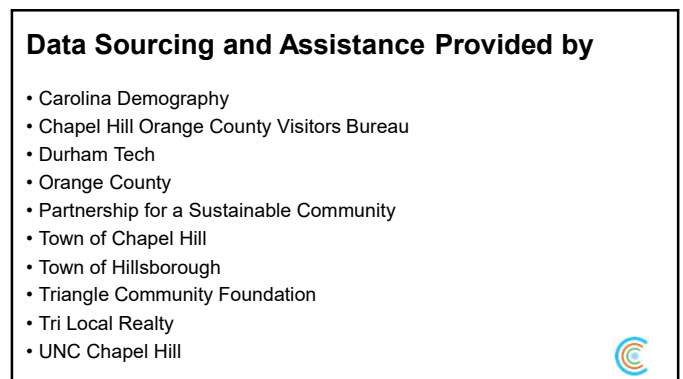 Data Sourcing and Assistance Provided by
• Carolina Demography
• Chapel Hill Orange County Visitors Bureau
• Durham Tech
• Orange County
• Partnership for a Sustainable Community
• Town of Chapel Hill
• Town of Hillsborough
• Triangle Community Foundation
• Tri Local Realty
• UNC Chapel Hill